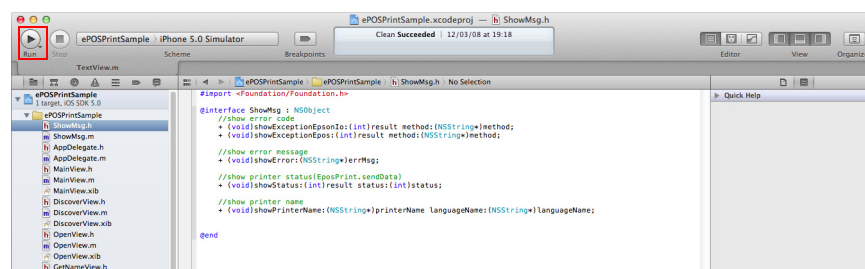 ePOSPrintSample.xcodeproj — h ShowMsg.h
ePOSPrintSample iPhone 5.0 Simulator
Clean Succeeded | 12/03/08 at 19:18
Run Stop Scheme Breakpoints Editor View Organiz
TextView.m
ePOSPrintSample ePOSPrintSample h ShowMsg.h No Selection
ePOSPrintSample
1 target, iOS SDK 5.0
ePOSPrintSample
h ShowMsg.h
m ShowMsg.m
h AppDelegate.h
m AppDelegate.m
h MainView.h
m MainView.m
MainView.xib
h DiscoverView.h
m DiscoverView.m
DiscoverView.xib
h OpenView.h
m OpenView.m
OpenView.xib
h GetNameView.h
#import <Foundation/Foundation.h>
@interface ShowMsg : NSObject
//show error code
+ (void)showExceptionEpsonIo:(int)result method:(NSString*)method;
+ (void)showExceptionEpos:(int)result method:(NSString*)method;
//show error message
+ (void)showError:(NSString*)errMsg;
//show printer status(EposPrint.sendData)
+ (void)showStatus:(int)result status:(int)status;
//show printer name
+ (void)showPrinterName:(NSString*)printerName languageName:(NSString*)languageName;
@end
Quick Help